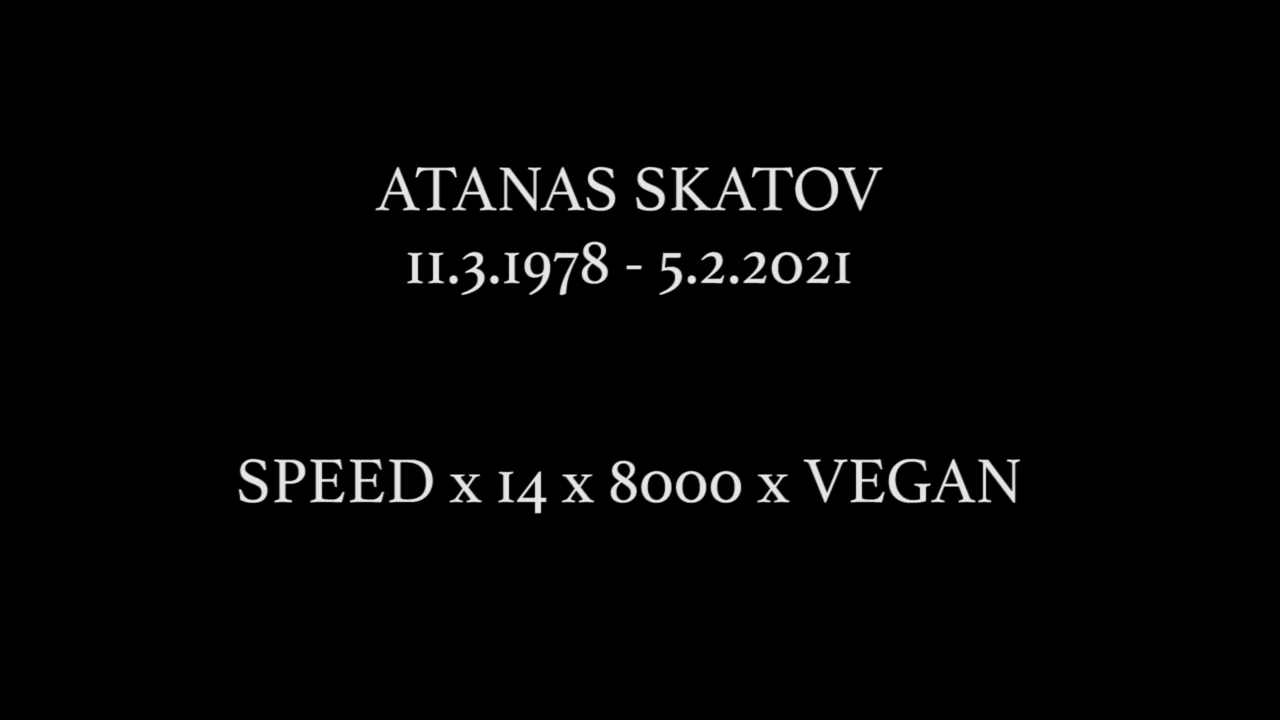 ATANAS SKATOV
11.3.1978 - 5.2.2021
SPEED x 14 x 8000 x VEGAN